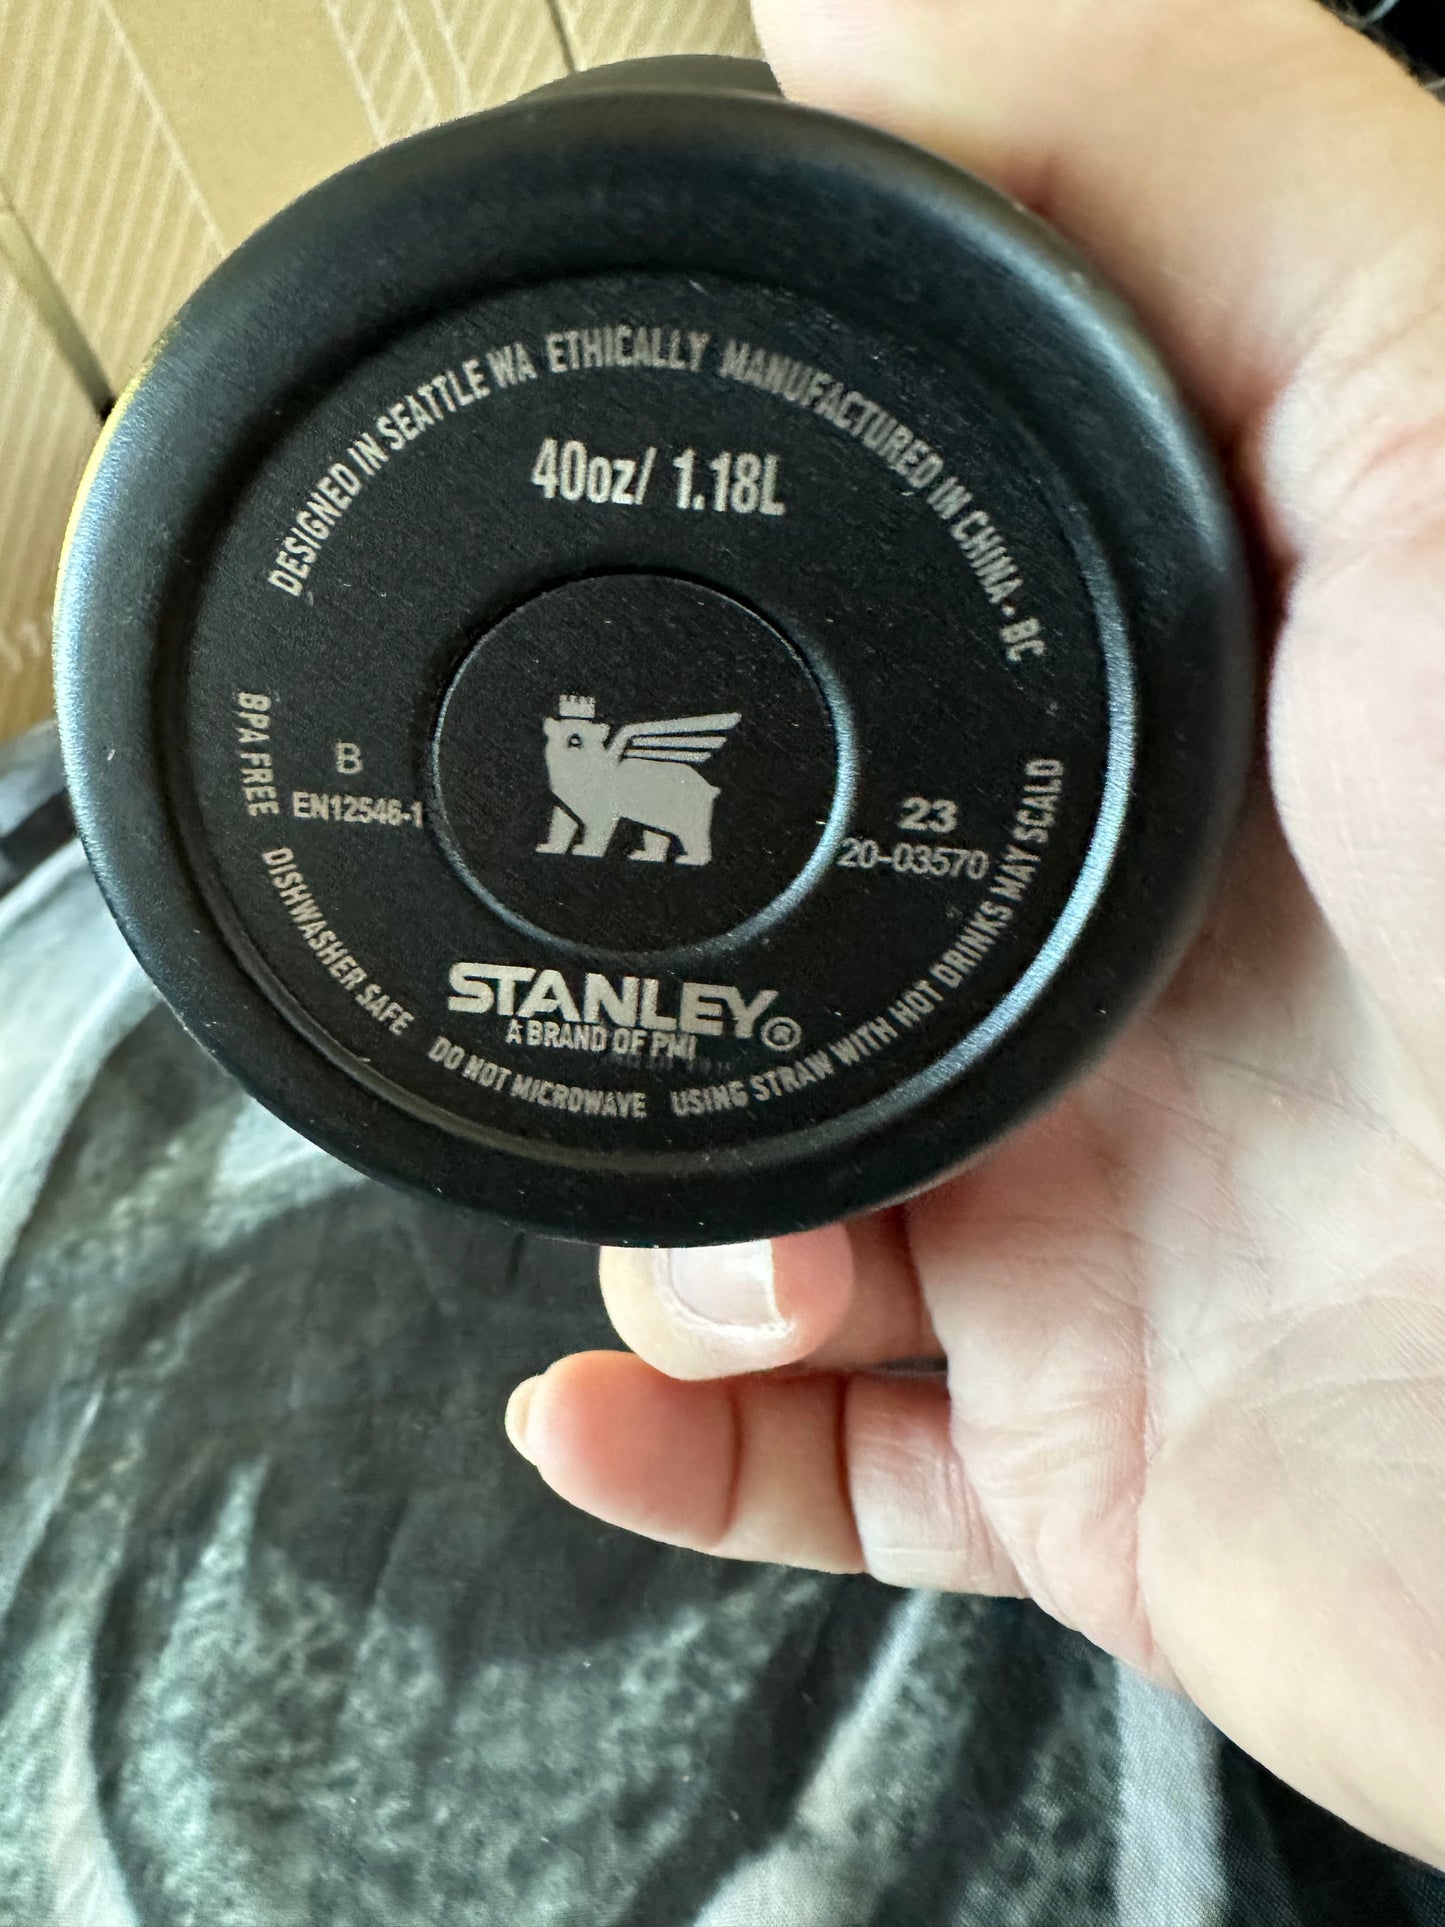 DESIGNED IN SEATTLE WA ETHICALLY MANUFACTURED IN CHINA - BC
40oz/ 1.18L
B
EN12546-1
23
20-03570
STANLEY®
A BRAND OF PMI
BPA FREE DISHWASHER SAFE DO NOT MICROWAVE USING STRAW WITH HOT DRINKS MAY SCALD